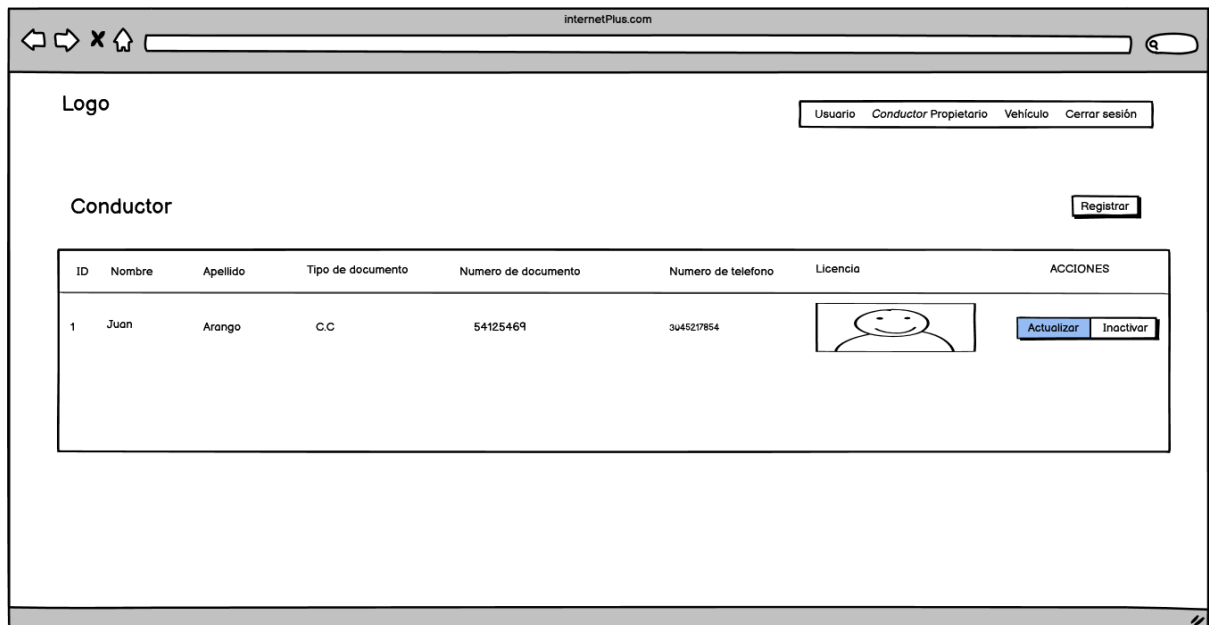 internetPlus.com
Logo
Usuario Conductor Propietario Vehículo Cerrar sesión
Conductor
Registrar
ID Nombre Apellido Tipo de documento Numero de documento Numero de telefono Licencia ACCIONES
1 Juan Arango C.C 54125469 3045217854 Actualizar Inactivar